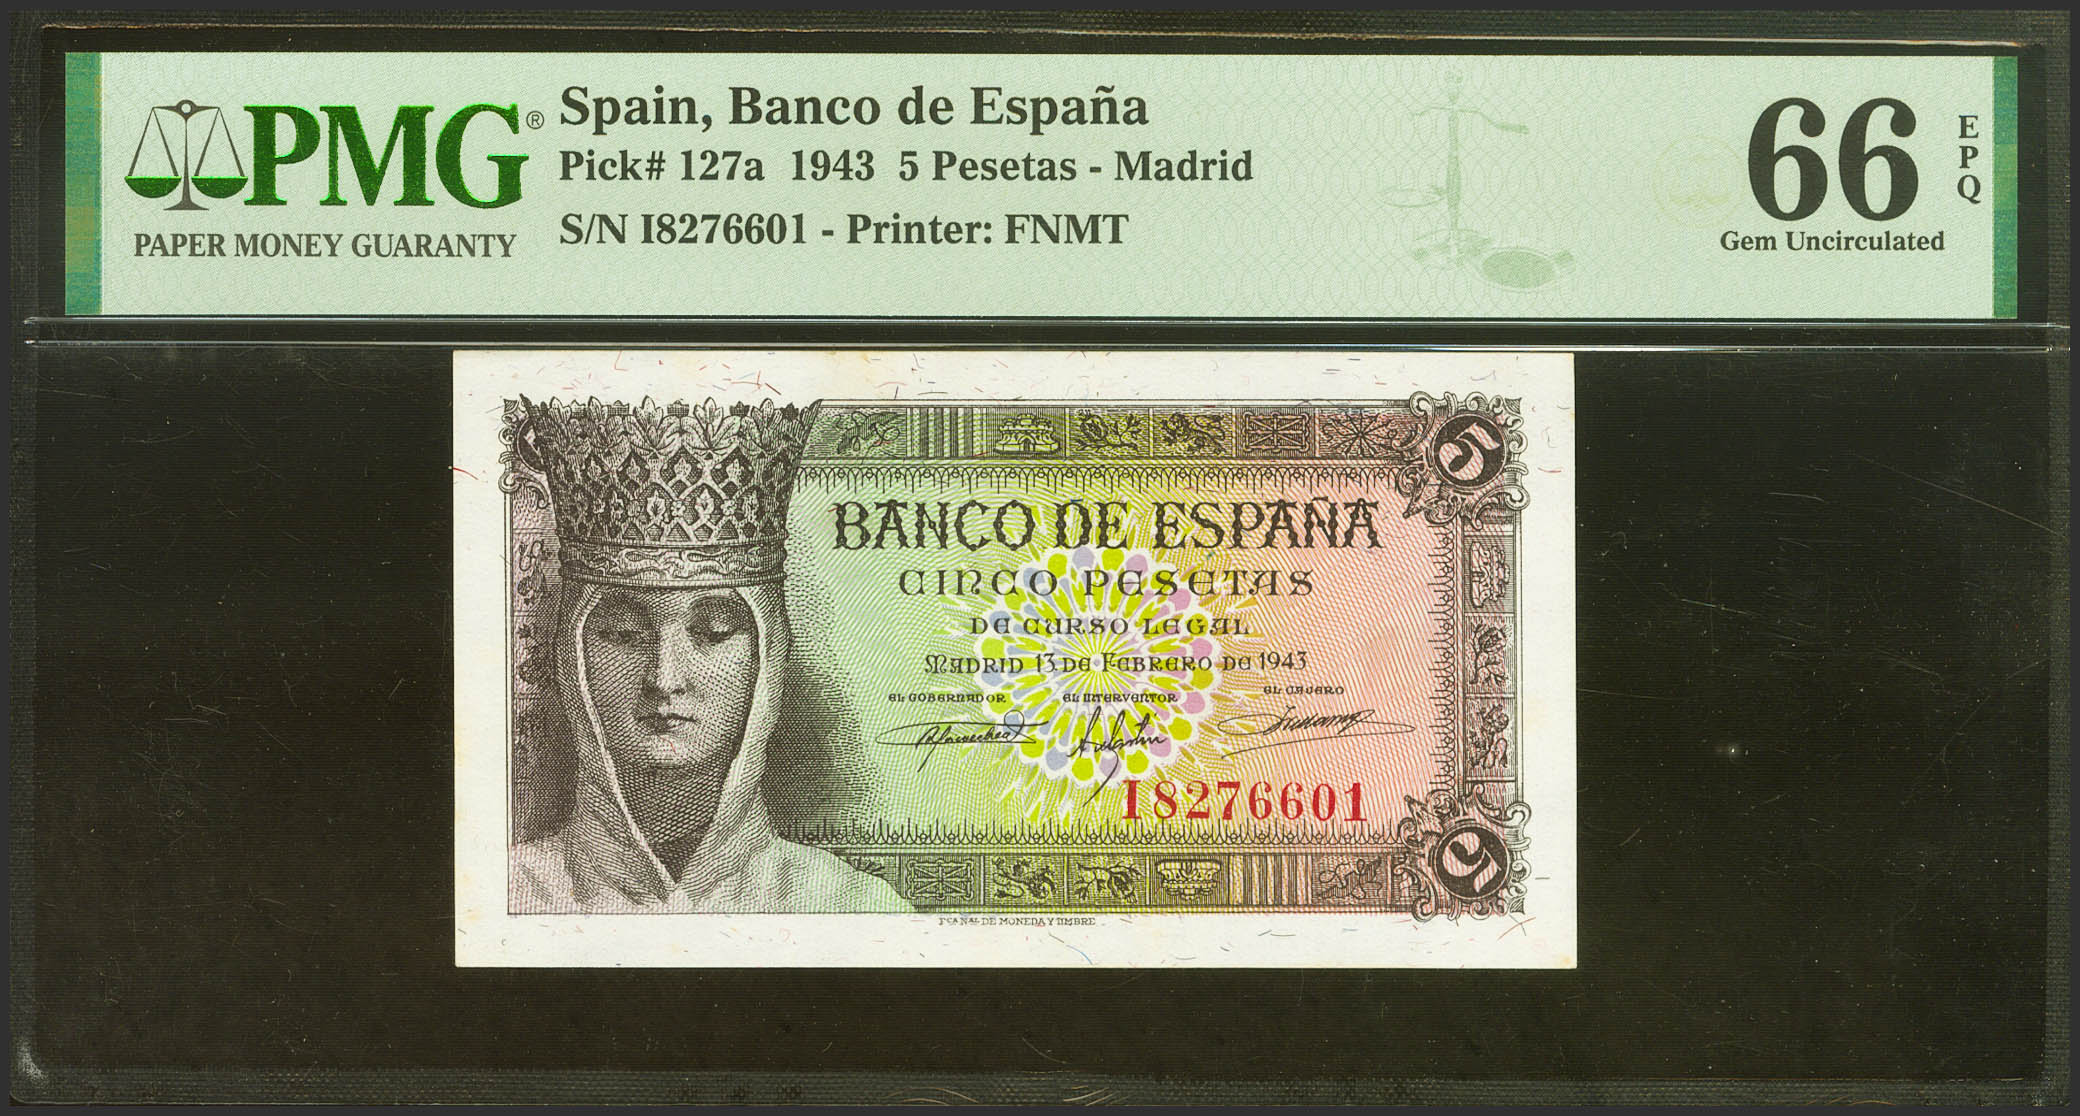 PMG®
PAPER MONEY GUARANTY
Spain, Banco de España
Pick# 127a 1943 5 Pesetas - Madrid
S/N I8276601 - Printer: FNMT
66
EPQ
Gem Uncirculated
5
BANCO DE ESPAÑA
CINCO PESETAS
DE CURSO LEGAL
MADRID 13 DE FEBRERO DE 1943
EL GOBERNADOR EL INTERVENTOR EL CAJERO
I8276601
5
FCA NAL DE MONEDA Y TIMBRE